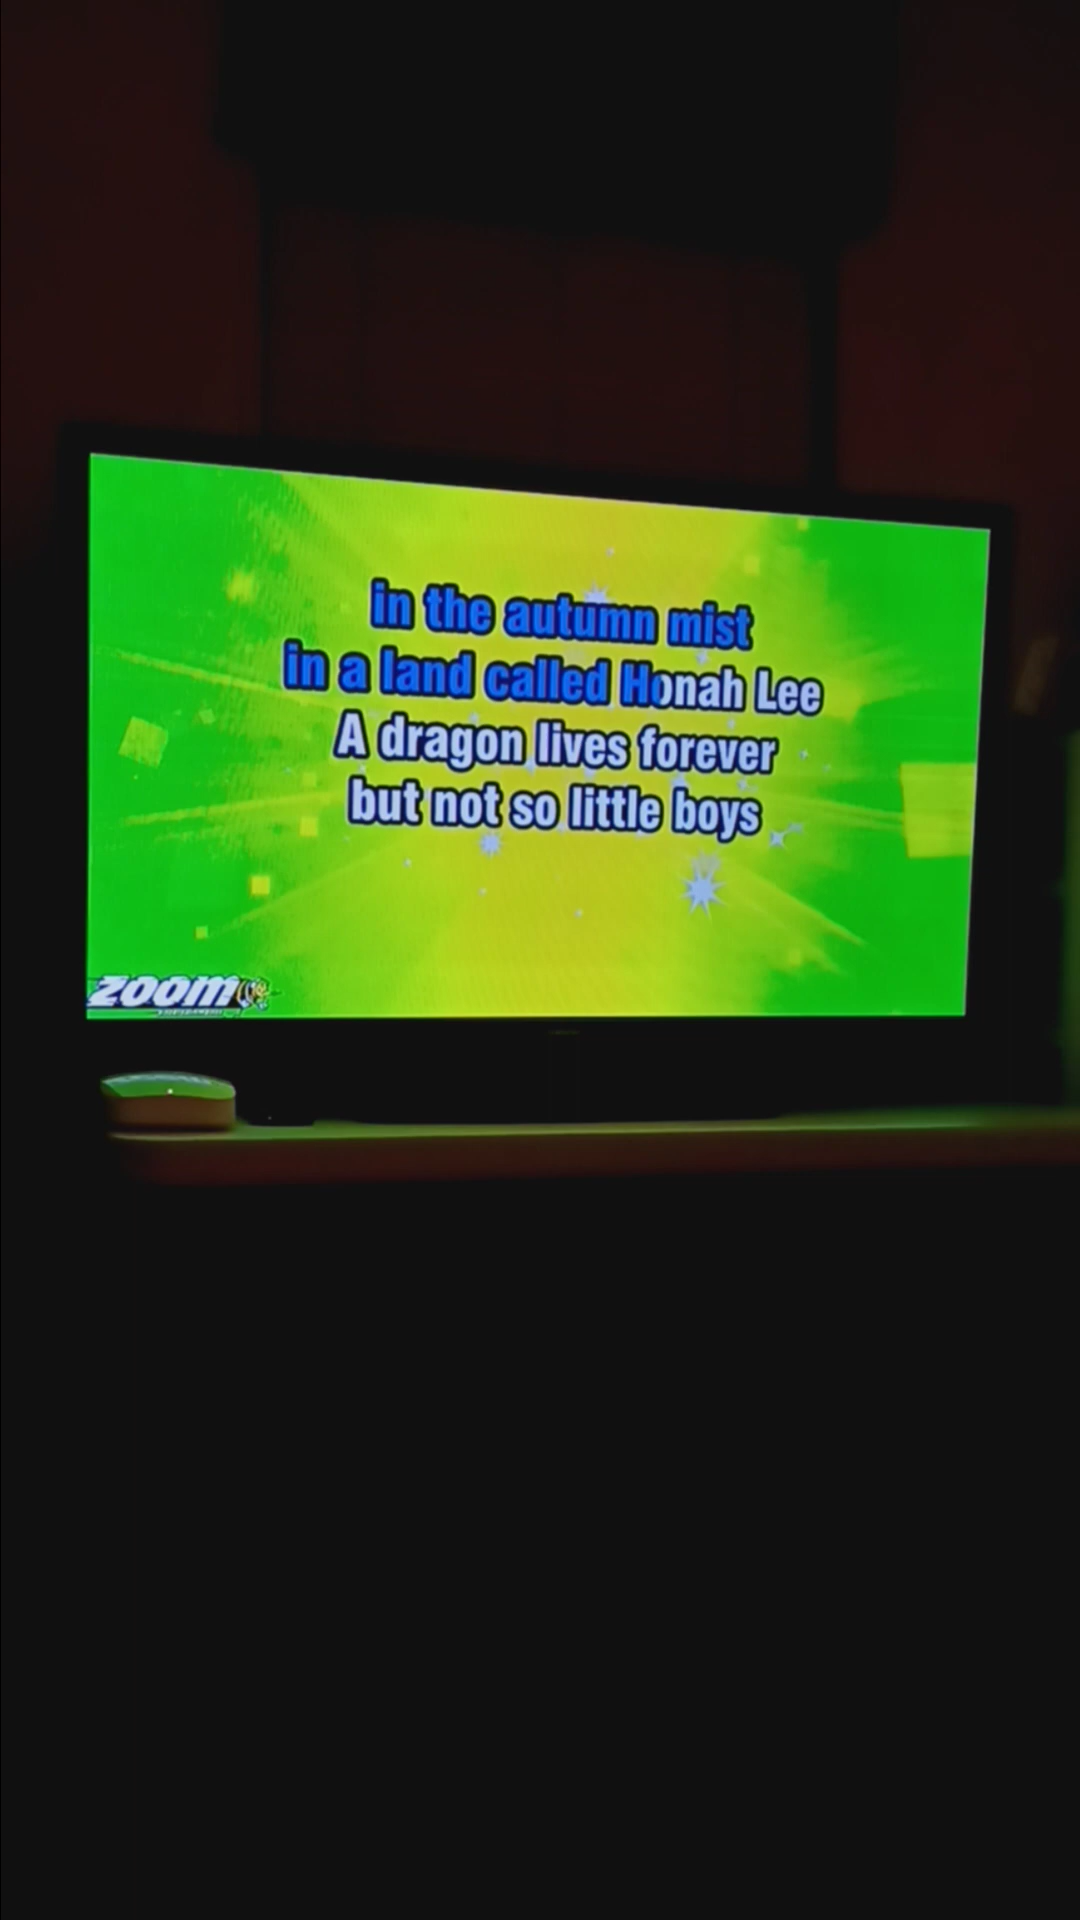 in the autumn mist
in a land called Honah Lee
A dragon lives forever
but not so little boys
ZOOM